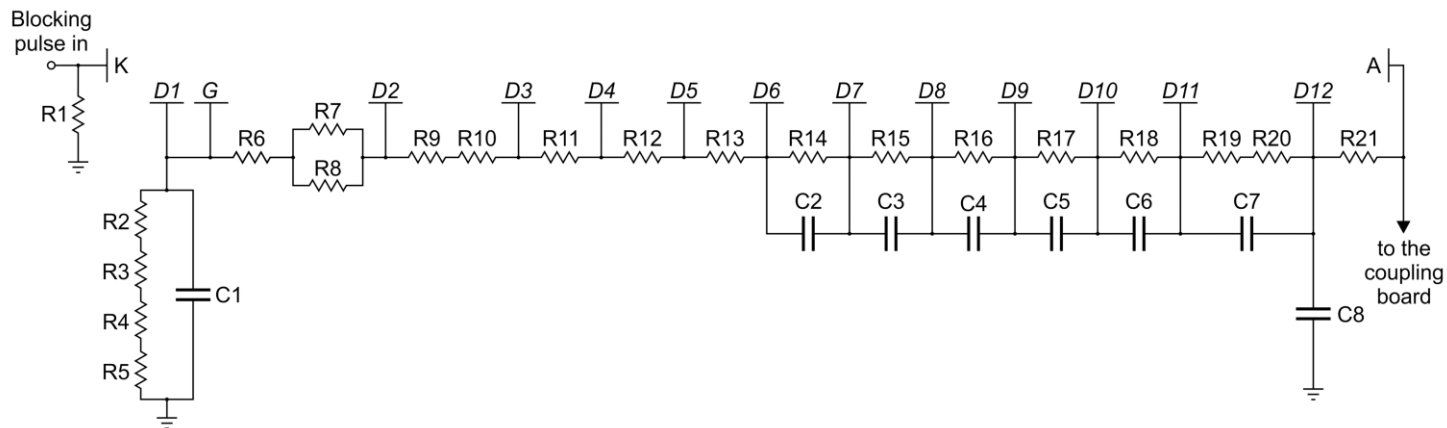 Blocking
pulse in
K
A
D1 G D2 D3 D4 D5 D6 D7 D8 D9 D10 D11 D12
R1
R7
R6 R9 R10 R11 R12 R13 R14 R15 R16 R17 R18 R19 R20 R21
R8
C2 C3 C4 C5 C6 C7
R2
R3
R4
R5
C1
C8
to the
coupling
board